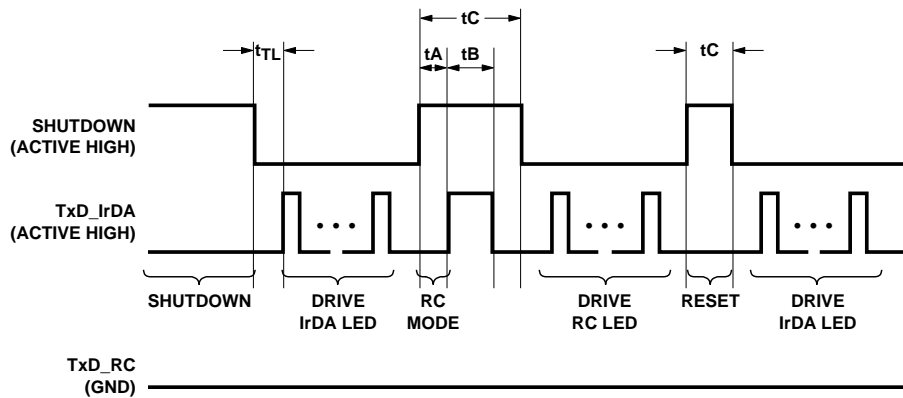 tC
tTL
tA
tB
tC
SHUTDOWN
(ACTIVE HIGH)
TxD_IrDA
(ACTIVE HIGH)
SHUTDOWN
DRIVE
IrDA LED
RC
MODE
DRIVE
RC LED
RESET
DRIVE
IrDA LED
TxD_RC
(GND)